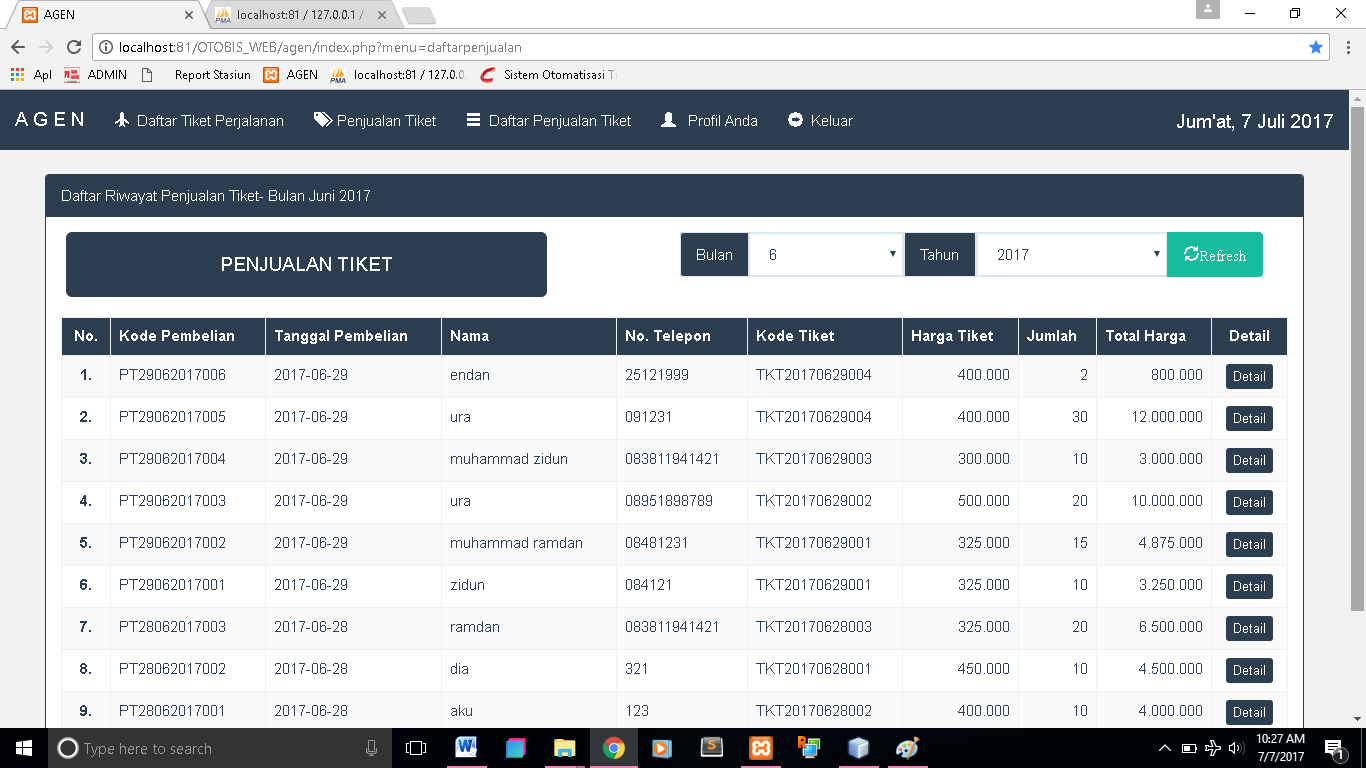 AGEN
localhost:81 / 127.0.0.1 /
localhost:81/OTOBIS_WEB/agen/index.php?menu=daftarpenjualan
Apl ADMIN Report Stasiun AGEN localhost:81 / 127.0.0. Sistem Otomatisasi Ti
A G E N Daftar Tiket Perjalanan Penjualan Tiket Daftar Penjualan Tiket Profil Anda Keluar Jum'at, 7 Juli 2017
Daftar Riwayat Penjualan Tiket- Bulan Juni 2017
PENJUALAN TIKET Bulan 6 Tahun 2017 Refresh
No. Kode Pembelian Tanggal Pembelian Nama No. Telepon Kode Tiket Harga Tiket Jumlah Total Harga Detail
1. PT29062017006 2017-06-29 endan 25121999 TKT20170629004 400.000 2 800.000 Detail
2. PT29062017005 2017-06-29 ura 091231 TKT20170629004 400.000 30 12.000.000 Detail
3. PT29062017004 2017-06-29 muhammad zidun 083811941421 TKT20170629003 300.000 10 3.000.000 Detail
4. PT29062017003 2017-06-29 ura 08951898789 TKT20170629002 500.000 20 10.000.000 Detail
5. PT29062017002 2017-06-29 muhammad ramdan 08481231 TKT20170629001 325.000 15 4.875.000 Detail
6. PT29062017001 2017-06-29 zidun 084121 TKT20170629001 325.000 10 3.250.000 Detail
7. PT28062017003 2017-06-28 ramdan 083811941421 TKT20170628003 325.000 20 6.500.000 Detail
8. PT28062017002 2017-06-28 dia 321 TKT20170628001 450.000 10 4.500.000 Detail
9. PT28062017001 2017-06-28 aku 123 TKT20170628002 400.000 10 4.000.000 Detail
Type here to search
10:27 AM
7/7/2017